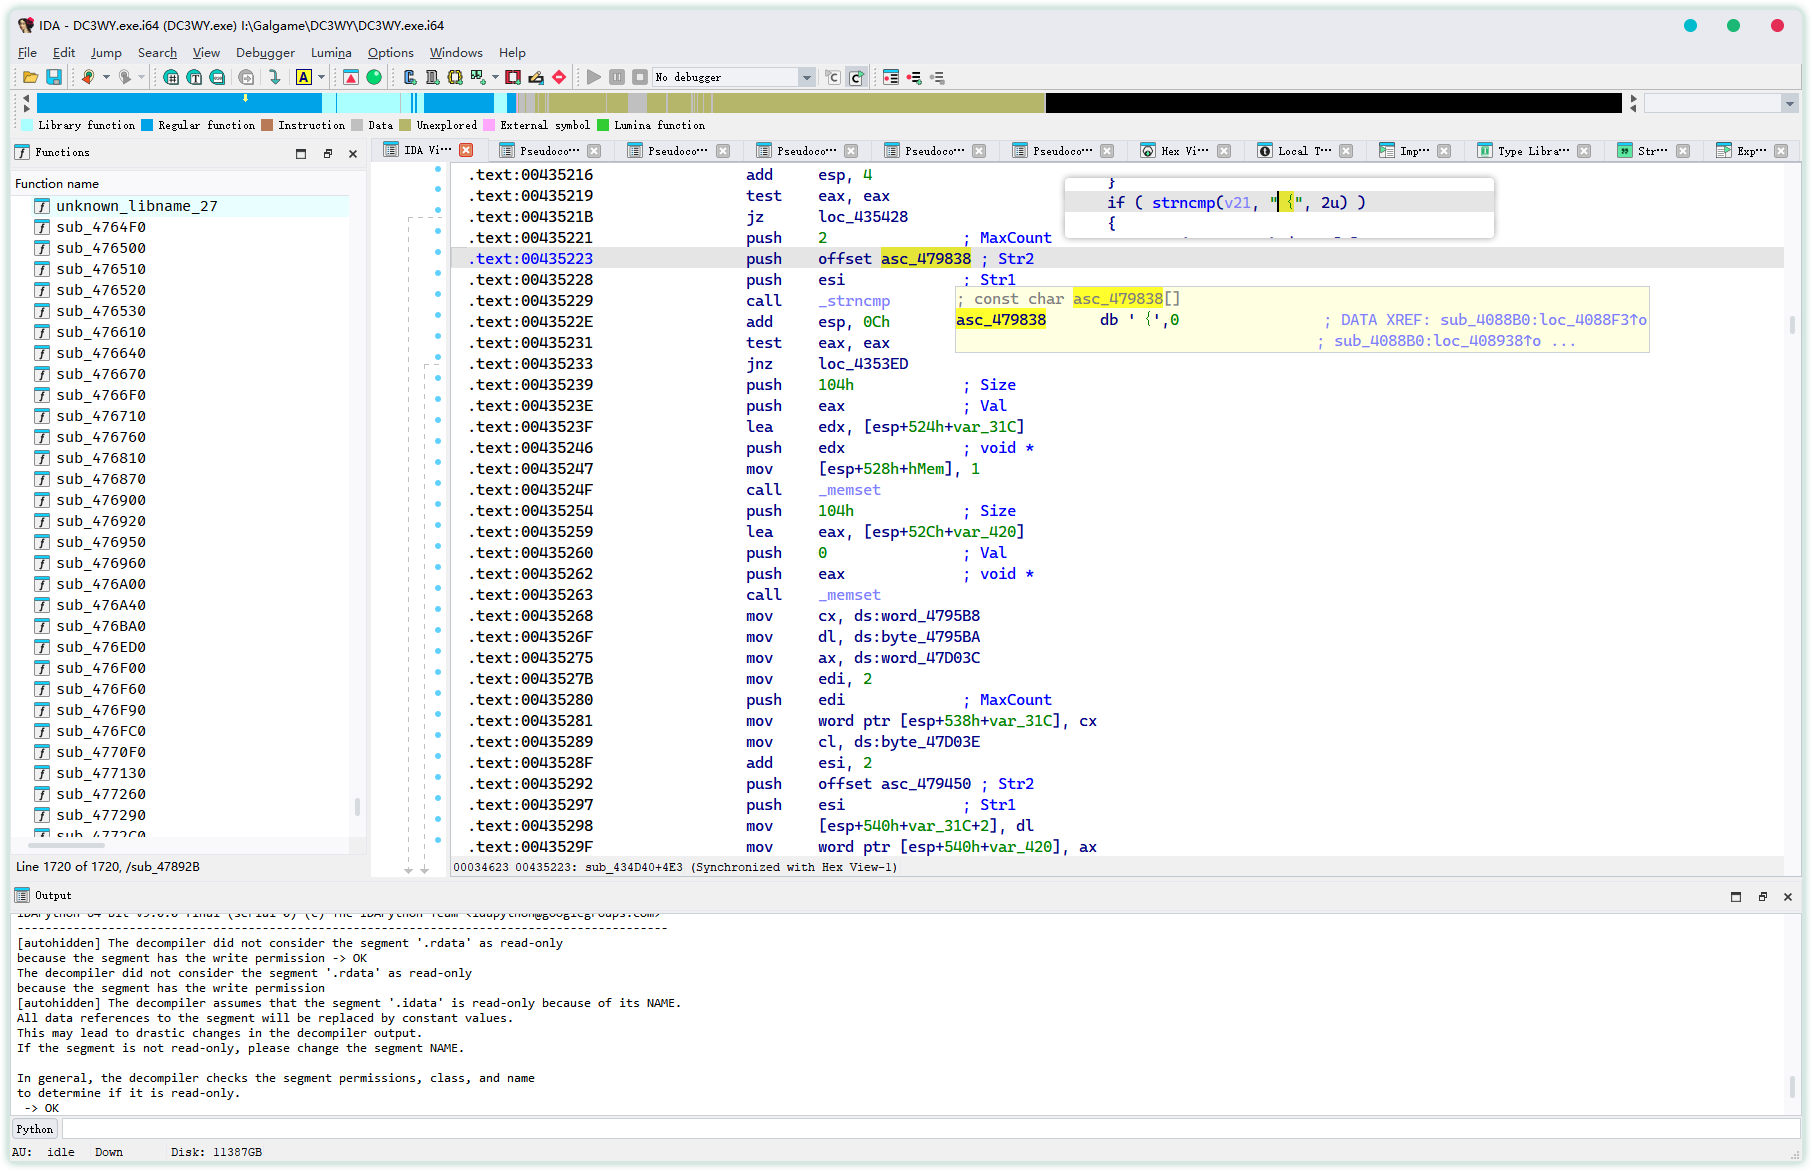 IDA - DC3WY.exe.i64 (DC3WY.exe) I:\Galgame\DC3WY\DC3WY.exe.i64
File Edit Jump Search View Debugger Lumina Options Windows Help
No debugger
Library function Regular function Instruction Data Unexplored External symbol Lumina function
Functions
IDA Vi··· Pseudoco··· Pseudoco··· Pseudoco··· Pseudoco··· Pseudoco··· Hex Vi··· Local T··· Imp··· Type Libra··· Str··· Exp···
Function name
unknown_libname_27
sub_4764F0
sub_476500
sub_476510
sub_476520
sub_476530
sub_476610
sub_476640
sub_476670
sub_4766F0
sub_476710
sub_476760
sub_476810
sub_476870
sub_476900
sub_476920
sub_476950
sub_476960
sub_476A00
sub_476A40
sub_476BA0
sub_476ED0
sub_476F00
sub_476F60
sub_476F90
sub_476FC0
sub_4770F0
sub_477130
sub_477260
sub_477290
sub_4772C0
Line 1720 of 1720, /sub_47892B
.text:00435216 add esp, 4
.text:00435219 test eax, eax
.text:0043521B jz loc_435428
.text:00435221 push 2 ; MaxCount
.text:00435223 push offset asc_479838 ; Str2
.text:00435228 push esi ; Str1
.text:00435229 call _strncmp
.text:0043522E add esp, 0Ch
.text:00435231 test eax, eax
.text:00435233 jnz loc_4353ED
.text:00435239 push 104h ; Size
.text:0043523E push eax ; Val
.text:0043523F lea edx, [esp+524h+var_31C]
.text:00435246 push edx ; void *
.text:00435247 mov [esp+528h+hMem], 1
.text:0043524F call _memset
.text:00435254 push 104h ; Size
.text:00435259 lea eax, [esp+52Ch+var_420]
.text:00435260 push 0 ; Val
.text:00435262 push eax ; void *
.text:00435263 call _memset
.text:00435268 mov cx, ds:word_4795B8
.text:0043526F mov dl, ds:byte_4795BA
.text:00435275 mov ax, ds:word_47D03C
.text:0043527B mov edi, 2
.text:00435280 push edi ; MaxCount
.text:00435281 mov word ptr [esp+538h+var_31C], cx
.text:00435289 mov cl, ds:byte_47D03E
.text:0043528F add esi, 2
.text:00435292 push offset asc_479450 ; Str2
.text:00435297 push esi ; Str1
.text:00435298 mov [esp+540h+var_31C+2], dl
.text:0043529F mov word ptr [esp+540h+var_420], ax
}
if ( strncmp(v21, " {", 2u) )
{
; const char asc_479838[]
asc_479838 db ' {',0 ; DATA XREF: sub_4088B0:loc_4088F3↑o
; sub_4088B0:loc_408938↑o ...
00034623 00435223: sub_434D40+4E3 (Synchronized with Hex View-1)
Output
IDAPython 64-bit v9.0.0 final (serial 0) (c) The IDAPython Team <idapython@googlegroups.com>
[autohidden] The decompiler did not consider the segment '.rdata' as read-only
because the segment has the write permission -> OK
The decompiler did not consider the segment '.rdata' as read-only
because the segment has the write permission
[autohidden] The decompiler assumes that the segment '.idata' is read-only because of its NAME.
All data references to the segment will be replaced by constant values.
This may lead to drastic changes in the decompiler output.
If the segment is not read-only, please change the segment NAME.
In general, the decompiler checks the segment permissions, class, and name
to determine if it is read-only.
-> OK
Python
AU: idle Down Disk: 11387GB